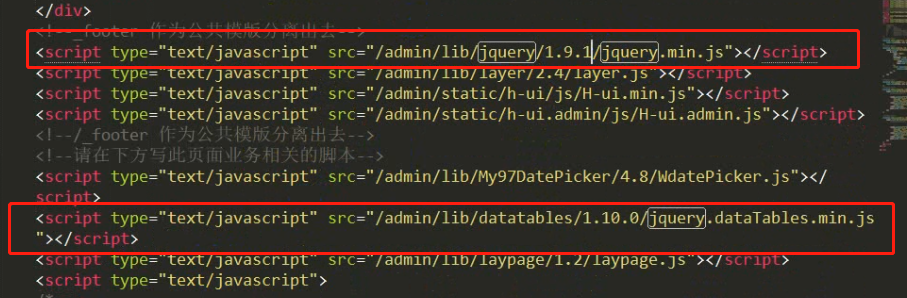 </div>
<!--_footer 作为公共模版分离出去-->
<script type="text/javascript" src="/admin/lib/jquery/1.9.1/jquery.min.js"></script>
<script type="text/javascript" src="/admin/lib/layer/2.4/layer.js"></script>
<script type="text/javascript" src="/admin/static/h-ui/js/H-ui.min.js"></script>
<script type="text/javascript" src="/admin/static/h-ui.admin/js/H-ui.admin.js"></script>
<!--/_footer 作为公共模版分离出去-->
<!--请在下方写此页面业务相关的脚本-->
<script type="text/javascript" src="/admin/lib/My97DatePicker/4.8/WdatePicker.js"></
script>
<script type="text/javascript" src="/admin/lib/datatables/1.10.0/jquery.dataTables.min.js
"></script>
<script type="text/javascript" src="/admin/lib/laypage/1.2/laypage.js"></script>
<script type="text/javascript">
/*